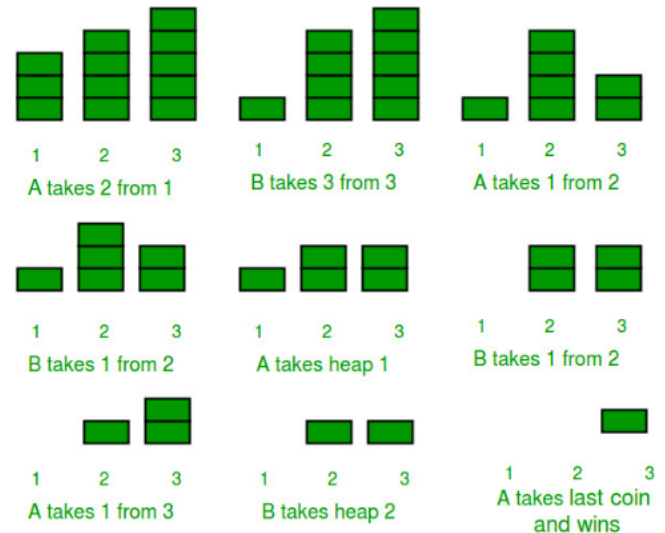 1 2 3
A takes 2 from 1
1 2 3
B takes 3 from 3
1 2 3
A takes 1 from 2
1 2 3
B takes 1 from 2
1 2 3
A takes heap 1
1 2 3
B takes 1 from 2
1 2 3
A takes 1 from 3
1 2 3
B takes heap 2
1 2 3
A takes last coin
and wins